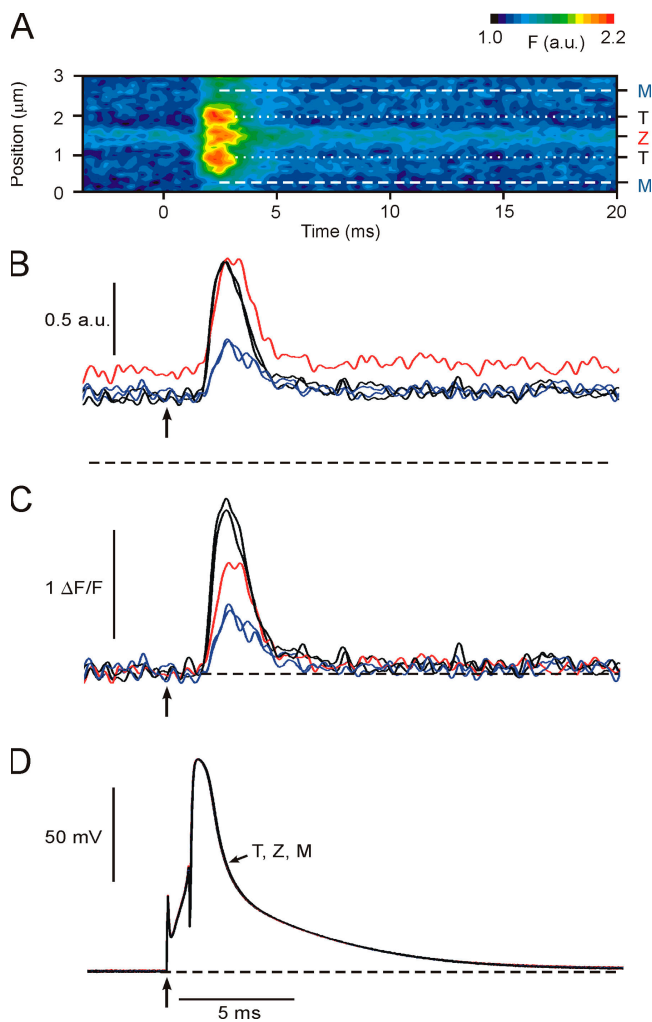 A
1.0 F (a.u.) 2.2
Position (μm)
3
2
1
0
M
T
Z
T
M
0 5 10 15 20
Time (ms)
B
0.5 a.u.
C
1 ΔF/F
D
50 mV
T, Z, M
5 ms